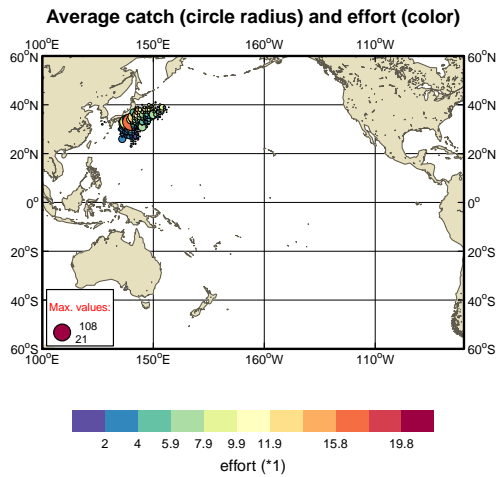 Average catch (circle radius) and effort (color)
100°E 150°E 160°W 110°W
60°N 60°N
40°N 40°N
20°N 20°N
0° 0°
20°S 20°S
40°S 40°S
60°S 60°S
Max. values:
108
21
100°E 150°E 160°W 110°W
2 4 5.9 7.9 9.9 11.9 15.8 19.8
effort (*1)